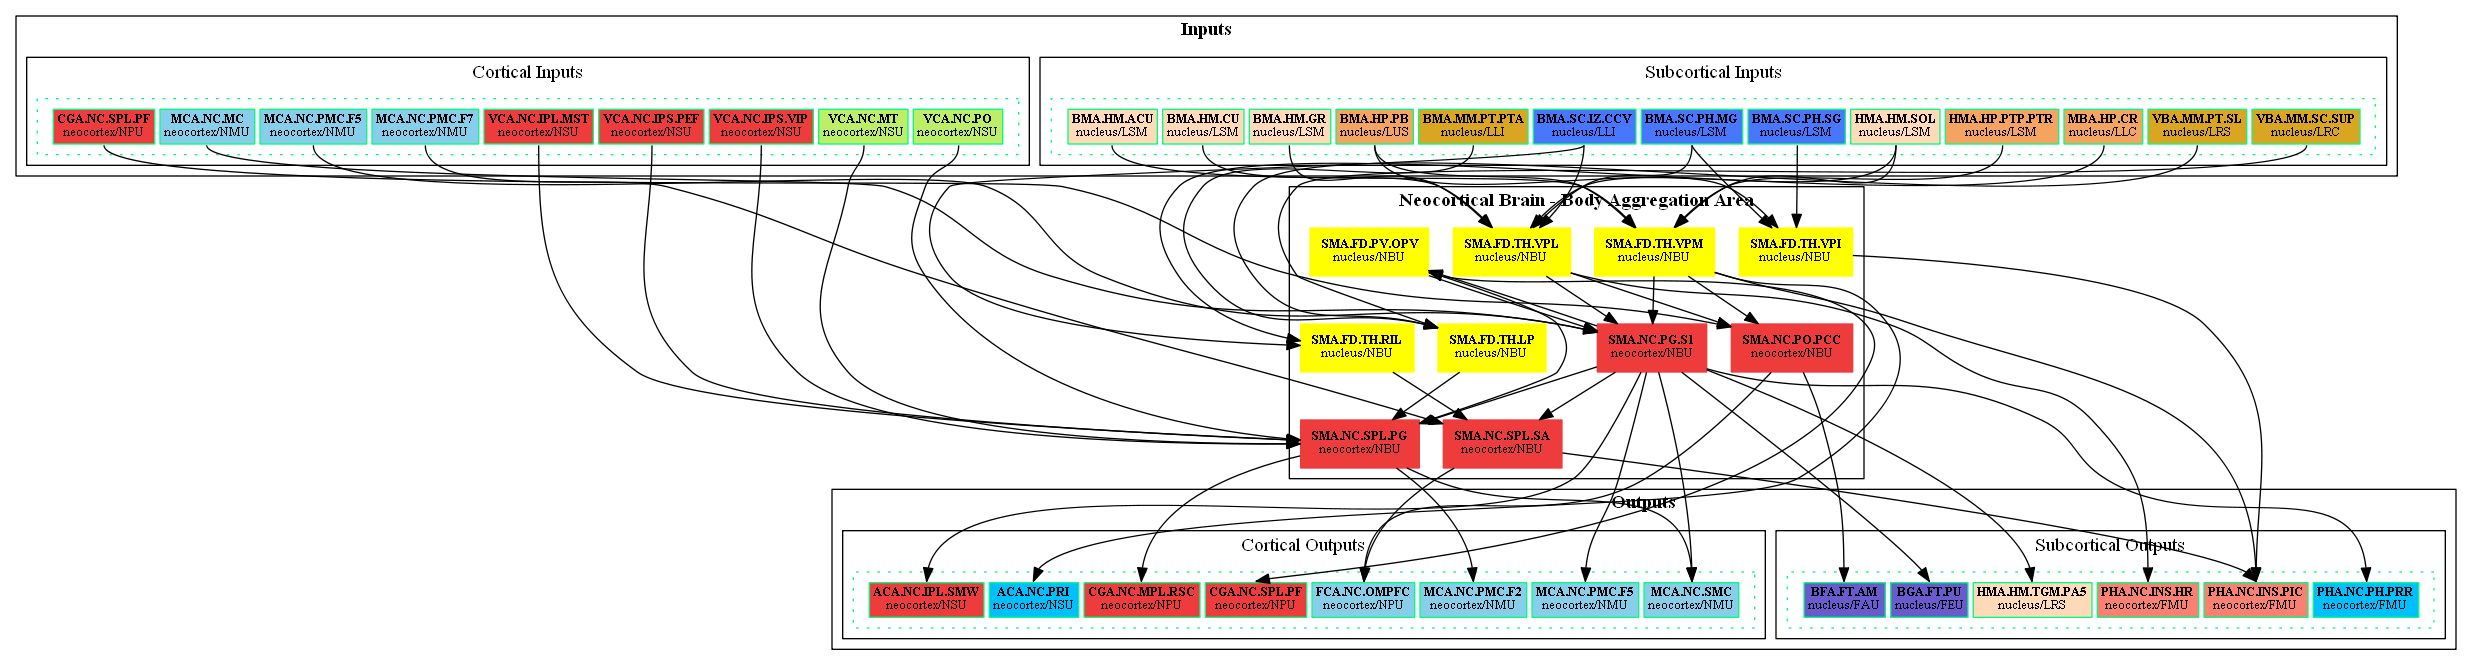 Inputs
Cortical Inputs
Subcortical Inputs
CGA.NC.SPL.PF
neocortex/NPU
MCA.NC.MC
neocortex/NMU
MCA.NC.PMC.F5
neocortex/NMU
MCA.NC.PMC.F7
neocortex/NMU
VCA.NC.IPL.MST
neocortex/NSU
VCA.NC.IPS.PEF
neocortex/NSU
VCA.NC.IPS.VIP
neocortex/NSU
VCA.NC.MT
neocortex/NSU
VCA.NC.PO
neocortex/NSU
BMA.HM.ACU
nucleus/LSM
BMA.HM.CU
nucleus/LSM
BMA.HM.GR
nucleus/LSM
BMA.HP.PB
nucleus/LUS
BMA.MM.PT.PTA
nucleus/LLI
BMA.SC.IZ.CCV
nucleus/LLI
BMA.SC.PH.MG
nucleus/LSM
BMA.SC.PH.SG
nucleus/LSM
HMA.HM.SOL
nucleus/LSM
HMA.HP.PTP.PTR
nucleus/LSM
MBA.HP.CR
nucleus/LLC
VBA.MM.PT.SL
nucleus/LRS
VBA.MM.SC.SUP
nucleus/LRC
Neocortical Brain - Body Aggregation Area
SMA.FD.PV.OPV
nucleus/NBU
SMA.FD.TH.VPL
nucleus/NBU
SMA.FD.TH.VPM
nucleus/NBU
SMA.FD.TH.VPI
nucleus/NBU
SMA.FD.TH.RIL
nucleus/NBU
SMA.FD.TH.LP
nucleus/NBU
SMA.NC.PG.S1
neocortex/NBU
SMA.NC.PO.PCC
neocortex/NBU
SMA.NC.SPL.PG
neocortex/NBU
SMA.NC.SPL.SA
neocortex/NBU
Outputs
Cortical Outputs
Subcortical Outputs
ACA.NC.IPL.SMW
neocortex/NSU
ACA.NC.PRI
neocortex/NSU
CGA.NC.MPL.RSC
neocortex/NPU
CGA.NC.SPL.PF
neocortex/NPU
FCA.NC.OMPFC
neocortex/NPU
MCA.NC.PMC.F2
neocortex/NMU
MCA.NC.PMC.F5
neocortex/NMU
MCA.NC.SMC
neocortex/NMU
BFA.FT.AM
nucleus/FAU
BGA.FT.PU
nucleus/FEU
HMA.HM.TGM.PA5
nucleus/LRS
PHA.NC.INS.HR
neocortex/FMU
PHA.NC.INS.PIC
neocortex/FMU
PHA.NC.PH.PRR
neocortex/FMU